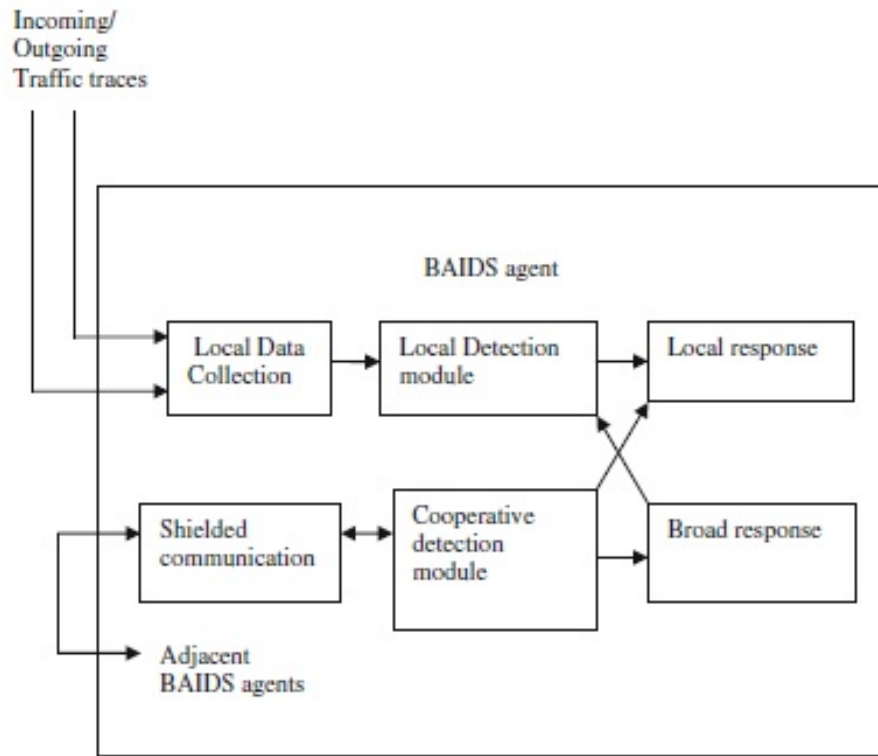 Incoming/
Outgoing
Traffic traces
BAIDS agent
Local Data
Collection
Local Detection
module
Local response
Shielded
communication
Cooperative
detection
module
Broad response
Adjacent
BAIDS agents